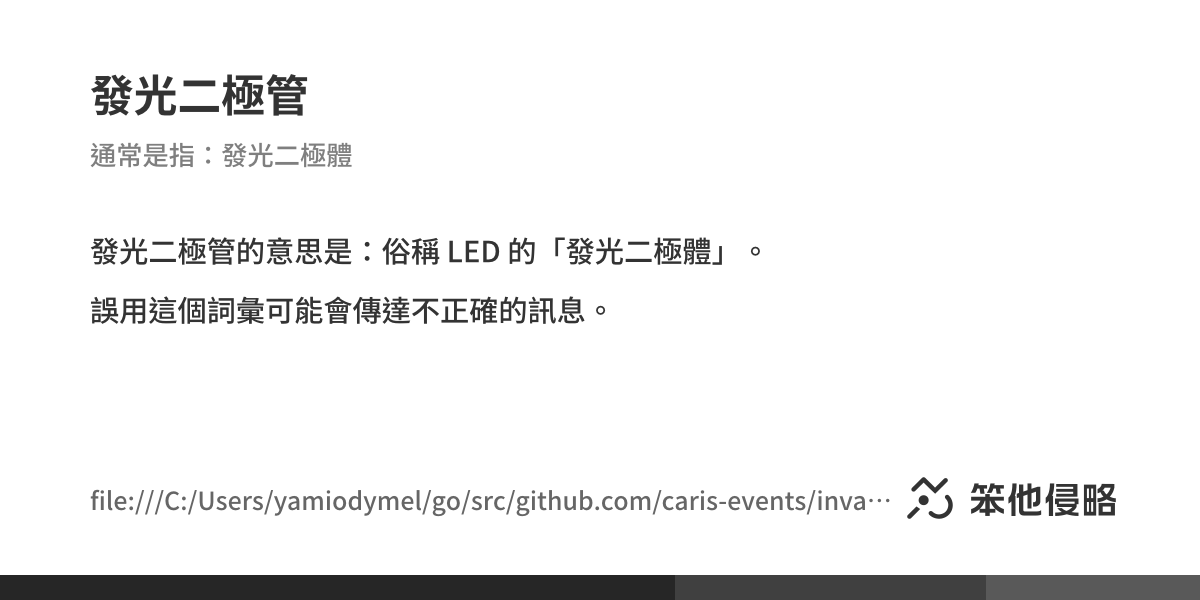 發光二極管
通常是指：發光二極體
發光二極管的意思是：俗稱 LED 的「發光二極體」。
誤用這個詞彙可能會傳達不正確的訊息。
file:///C:/Users/yamiodymel/go/src/github.com/caris-events/inva⋯
笨他侵略